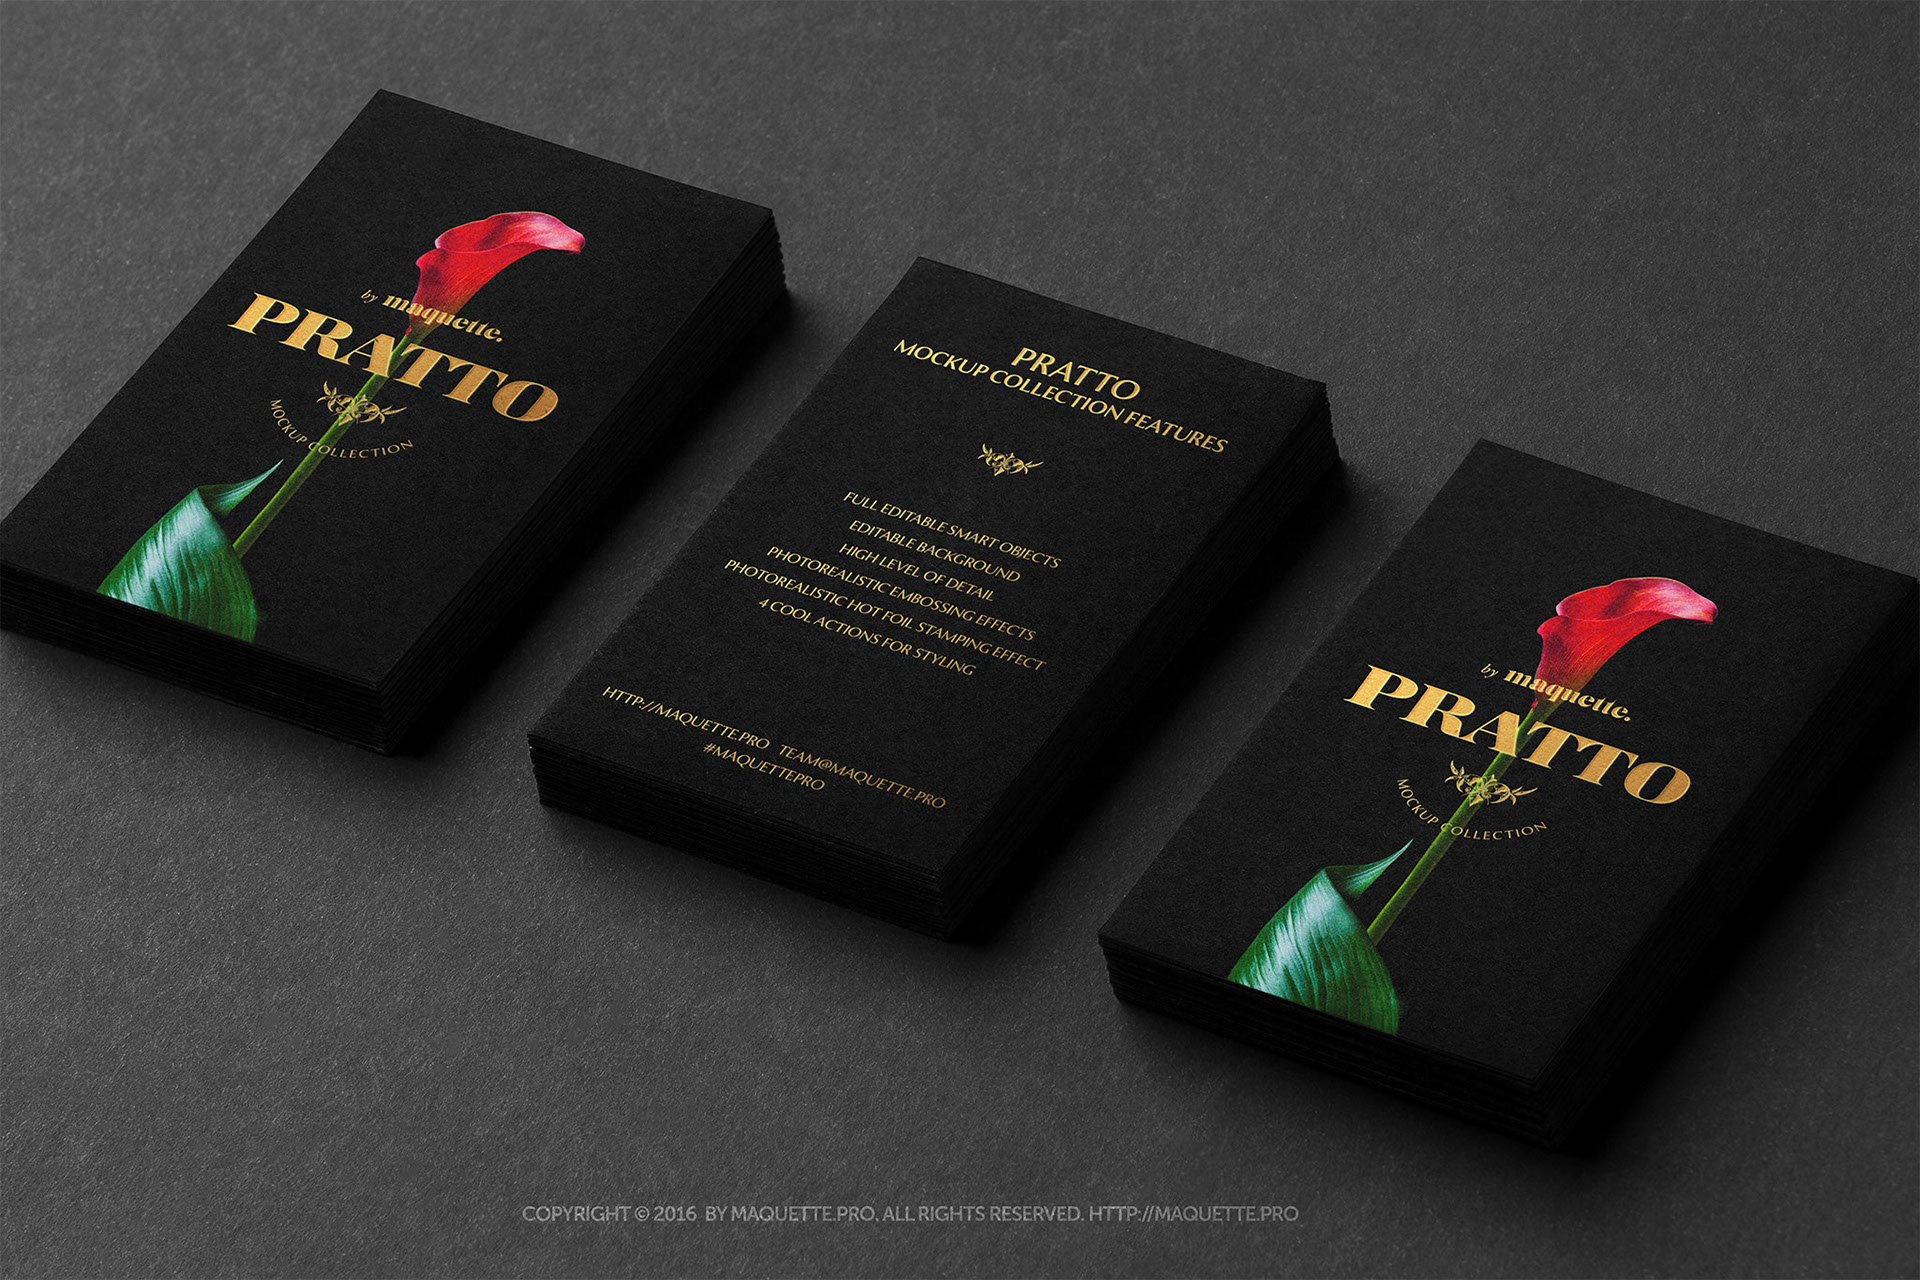 by maquette.
PRATTO
MOCKUP COLLECTION
PRATTO
MOCKUP COLLECTION FEATURES
FULL EDITABLE SMART OBJECTS
EDITABLE BACKGROUND
HIGH LEVEL OF DETAIL
PHOTOREALISTIC EMBOSSING EFFECTS
PHOTOREALISTIC HOT FOIL STAMPING EFFECT
4 COOL ACTIONS FOR STYLING
HTTP://MAQUETTE.PRO TEAM@MAQUETTE.PRO
#MAQUETTEPRO
by maquette.
PRATTO
MOCKUP COLLECTION
COPYRIGHT © 2016 BY MAQUETTE.PRO, ALL RIGHTS RESERVED. HTTP://MAQUETTE.PRO